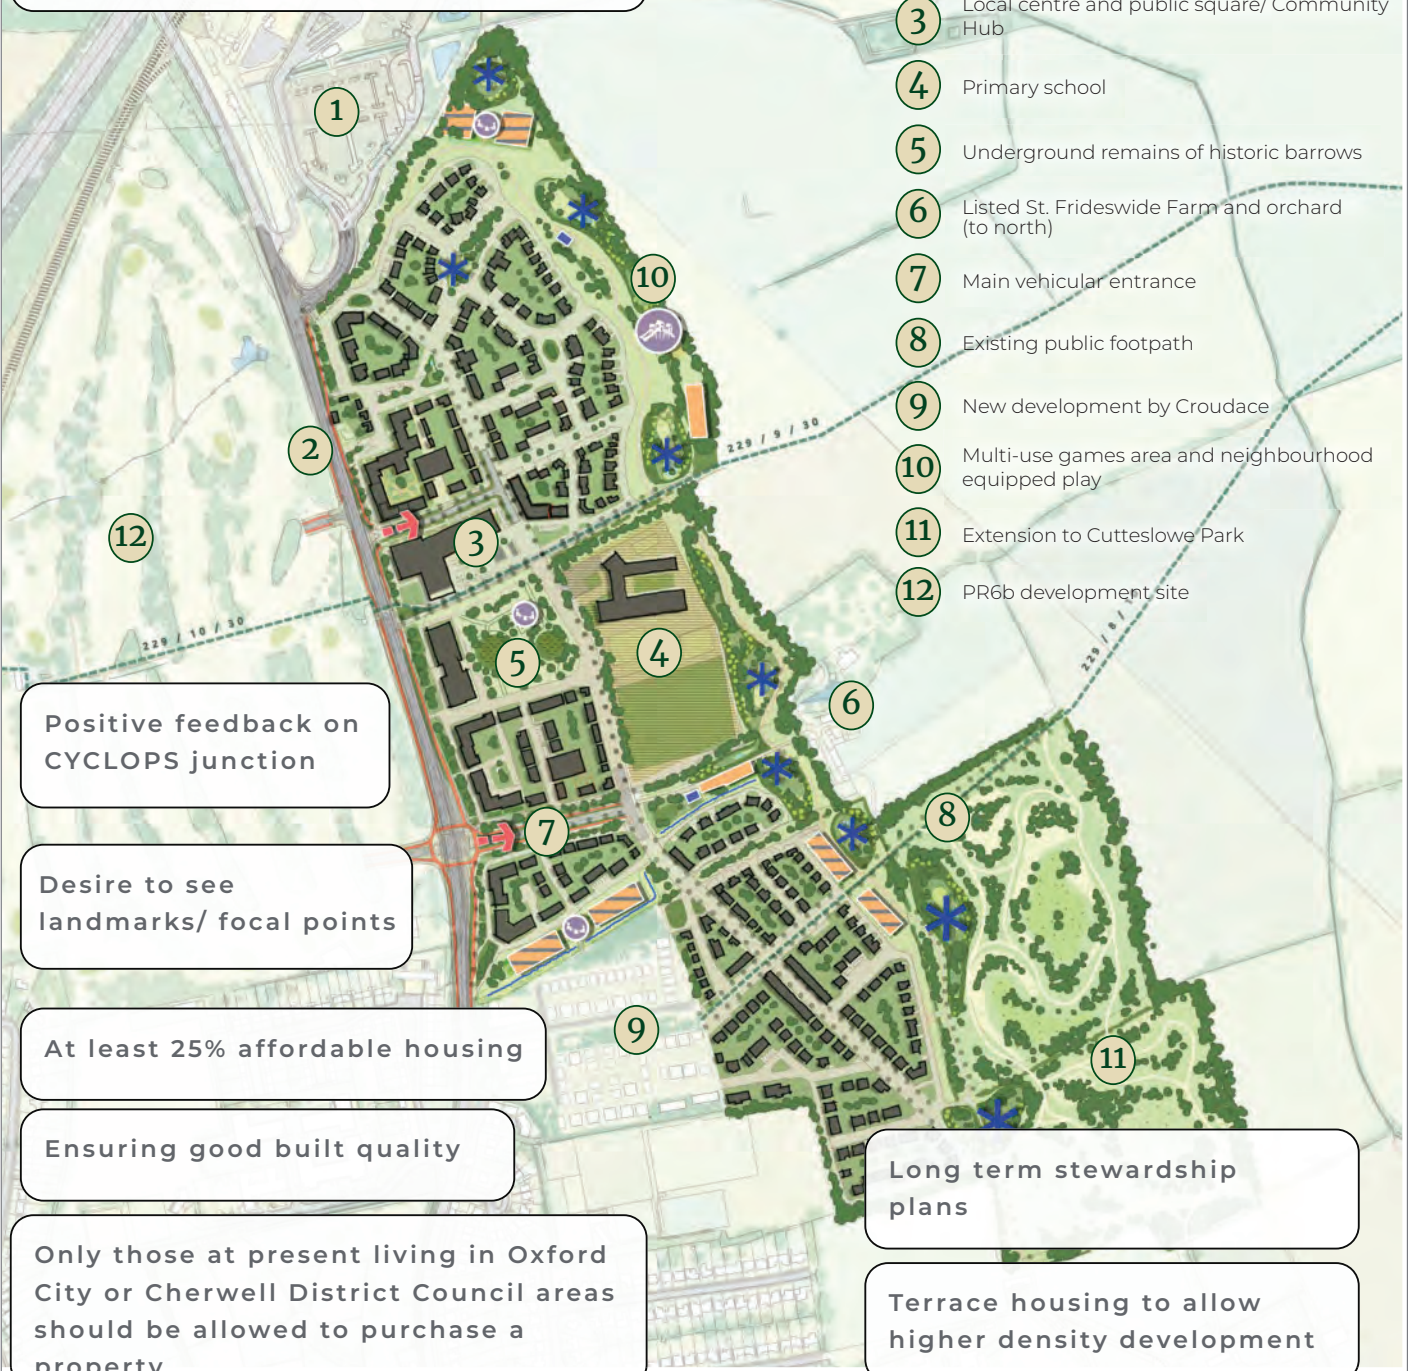 3
Local centre and public square/ Community
Hub
4
Primary school
5
Underground remains of historic barrows
6
Listed St. Frideswide Farm and orchard
(to north)
7
Main vehicular entrance
8
Existing public footpath
9
New development by Croudace
10
Multi-use games area and neighbourhood
equipped play
11
Extension to Cutteslowe Park
12
PR6b development site
1
10
2
229 / 9 / 30
12
3
229 / 10 / 30
5
4
229 / 8 /
6
7
8
9
11
Positive feedback on
CYCLOPS junction
Desire to see
landmarks/ focal points
At least 25% affordable housing
Ensuring good built quality
Only those at present living in Oxford
City or Cherwell District Council areas
should be allowed to purchase a
property
Long term stewardship
plans
Terrace housing to allow
higher density development